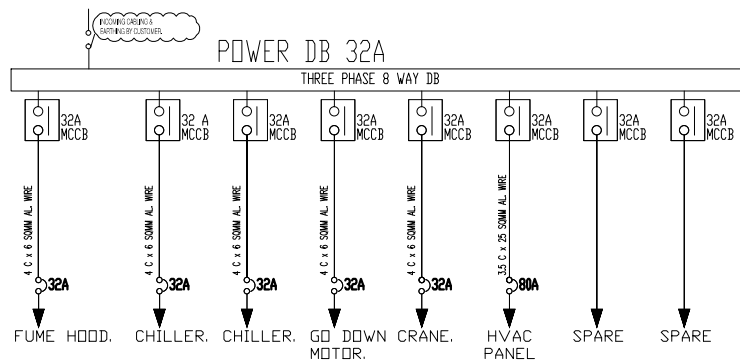 INCOMING CABLING &
EARTHING BY CUSTOMER.
POWER DB 32A
THREE PHASE 8 WAY DB
32A
MCCB
32 A
MCCB
32A
MCCB
32A
MCCB
32A
MCCB
32A
MCCB
32A
MCCB
32A
MCCB
4 C x 6 SQMM AL. WIRE
4 C x 6 SQMM AL. WIRE
4 C x 6 SQMM AL. WIRE
4 C x 6 SQMM AL. WIRE
4 C x 6 SQMM AL. WIRE
3.5 C x 25 SQMM AL. WIRE
32A
32A
32A
32A
32A
80A
FUME HOOD.
CHILLER.
CHILLER.
GO DOWN
MOTOR.
CRANE.
HVAC
PANEL
SPARE
SPARE